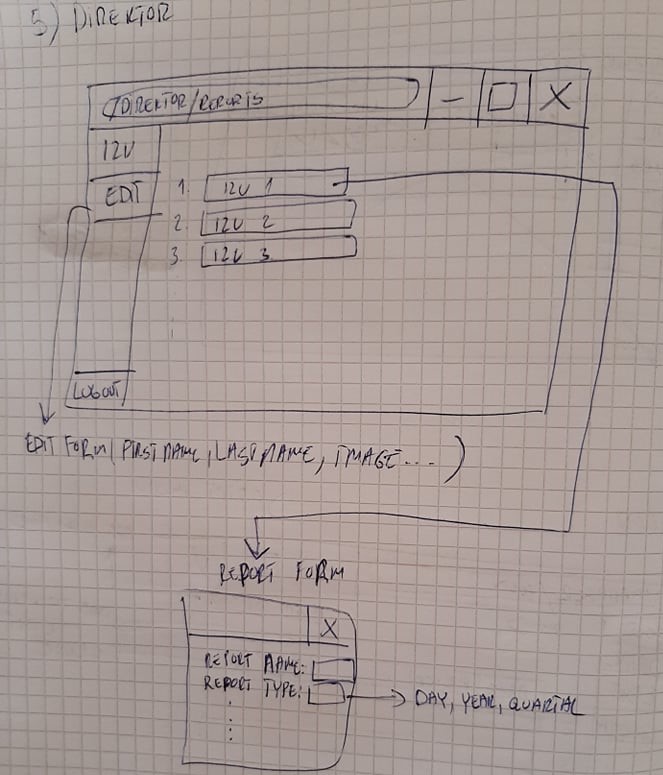 5) DIREKTOR
/DIREKTOR/REPORTS
_ □ X
IZV
EDIT
1. IZV 1
2. IZV 2
3. IZV 3
LOGOUT
EDIT FORM (FIRST NAME, LAST NAME, IMAGE...)
REPORT FORM
X
REPORT NAME:
REPORT TYPE: → DAY, YEAR, QUARTAL